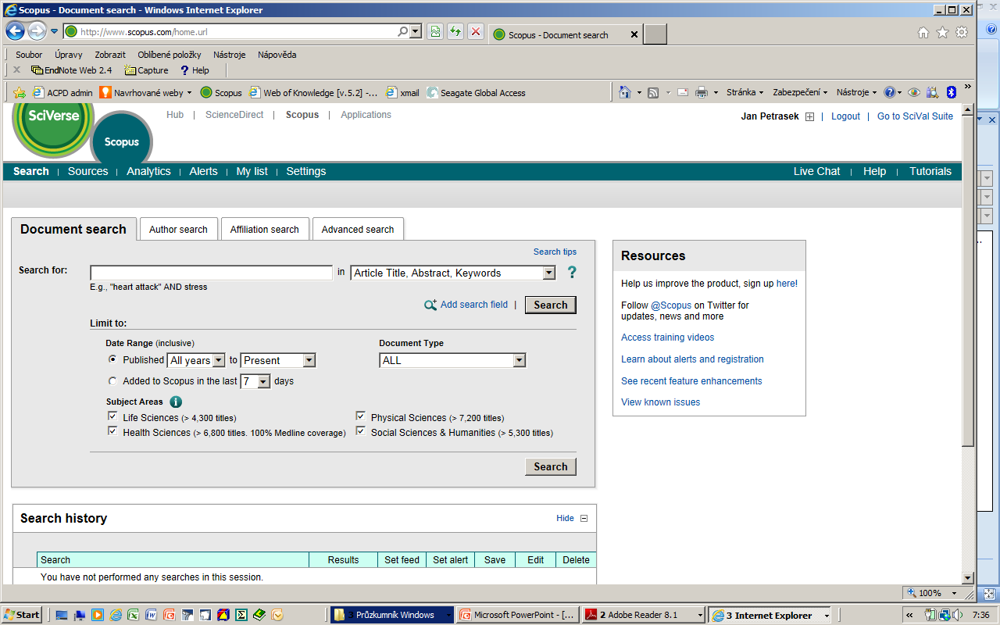 Scopus - Document search - Windows Internet Explorer
http://www.scopus.com/home.url
Scopus - Document search
Soubor Úpravy Zobrazit Oblíbené položky Nástroje Nápověda
EndNote Web 2.4 Capture ? Help
ACPD admin Navrhované weby Scopus Web of Knowledge [v.5.2] -... xmail Seagate Global Access Stránka Zabezpečení Nástroje »
SciVerse Scopus
Hub | ScienceDirect | Scopus | Applications
Jan Petrasek | Logout | Go to SciVal Suite
Search | Sources | Analytics | Alerts | My list | Settings Live Chat | Help | Tutorials
Document search Author search Affiliation search Advanced search
Search tips
Search for: in Article Title, Abstract, Keywords ?
E.g., "heart attack" AND stress
Add search field | Search
Limit to:
Date Range (inclusive) Document Type
Published All years to Present ALL
Added to Scopus in the last 7 days
Subject Areas i
Life Sciences (> 4,300 titles) Physical Sciences (> 7,200 titles)
Health Sciences (> 6,800 titles. 100% Medline coverage) Social Sciences & Humanities (> 5,300 titles)
Search
Resources
Help us improve the product, sign up here!
Follow @Scopus on Twitter for
updates, news and more
Access training videos
Learn about alerts and registration
See recent feature enhancements
View known issues
Search history Hide
Search Results Set feed Set alert Save Edit Delete
You have not performed any searches in this session.
100%
Start 3 Průzkumník Windows Microsoft PowerPoint - [... 2 Adobe Reader 8.1 3 Internet Explorer « 7:36